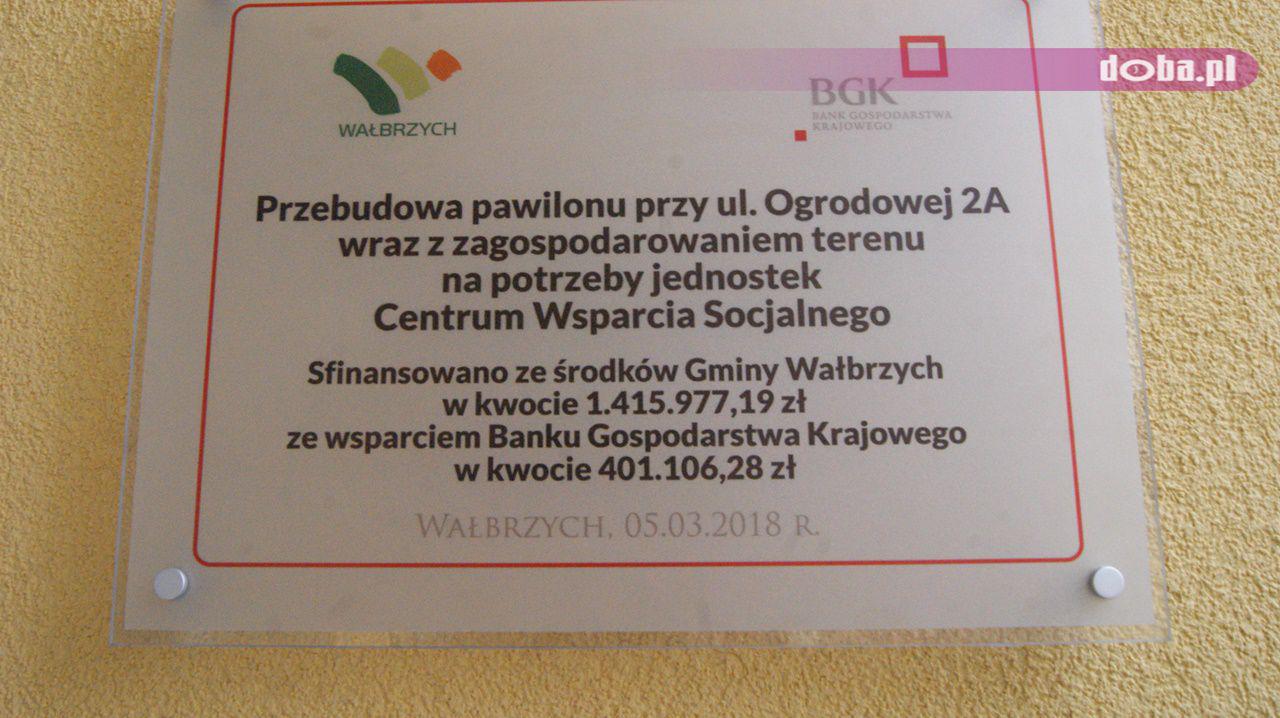 doba.pl
WAŁBRZYCH
BGK
BANK GOSPODARSTWA
KRAJOWEGO
Przebudowa pawilonu przy ul. Ogrodowej 2A
wraz z zagospodarowaniem terenu
na potrzeby jednostek
Centrum Wsparcia Socjalnego
Sfinansowano ze środków Gminy Wałbrzych
w kwocie 1.415.977,19 zł
ze wsparciem Banku Gospodarstwa Krajowego
w kwocie 401.106,28 zł
WAŁBRZYCH, 05.03.2018 R.